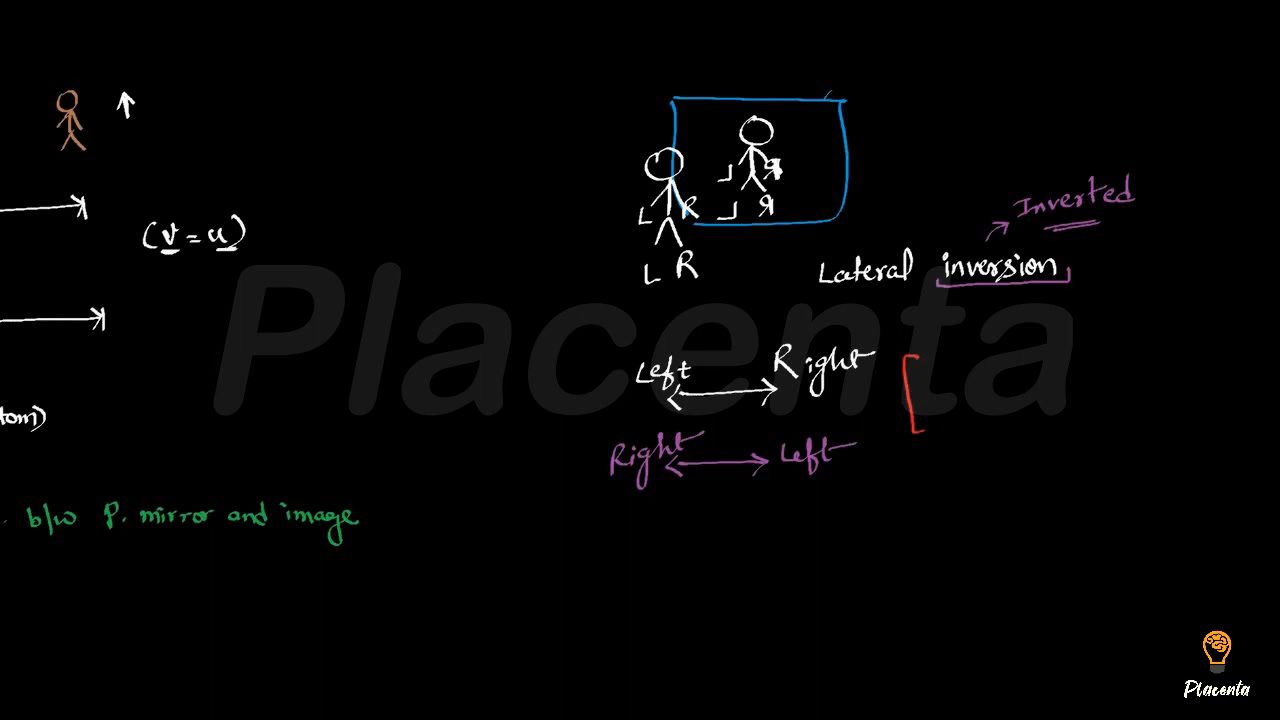 (v = u)
tom)
b/w P. mirror and image
L R
L R
Lateral inversion
Inverted
Left Right
Right Left
Placenta
Placenta